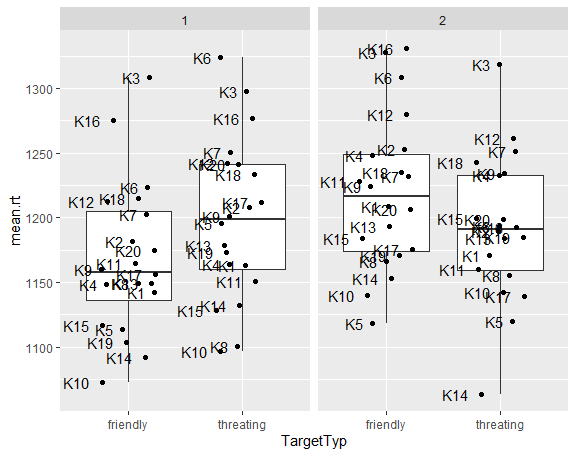 1 2
K16
K3 K6 K3
K3 K6
K16 K16
K12 K12
K7 K2 K7
K4 K18
K20
K18 K11 K18 K7 K9
K6 K9 K4
K12 K18 K17
K7 K2 K1 K20
K9 K5 K13 K15 K20
K2 K20 K13 K15 K17
K9 K11 K19 K1
K17 K4 K1 K8 K11
K4 K13 K11 K14 K8
K1 K10 K10 K17
K15 K5 K15 K14 K5 K5
K19
K14 K10 K8
K10 K14
1300
1250
1200
1150
1100
mean.rt
friendly threating friendly threating
TargetTyp